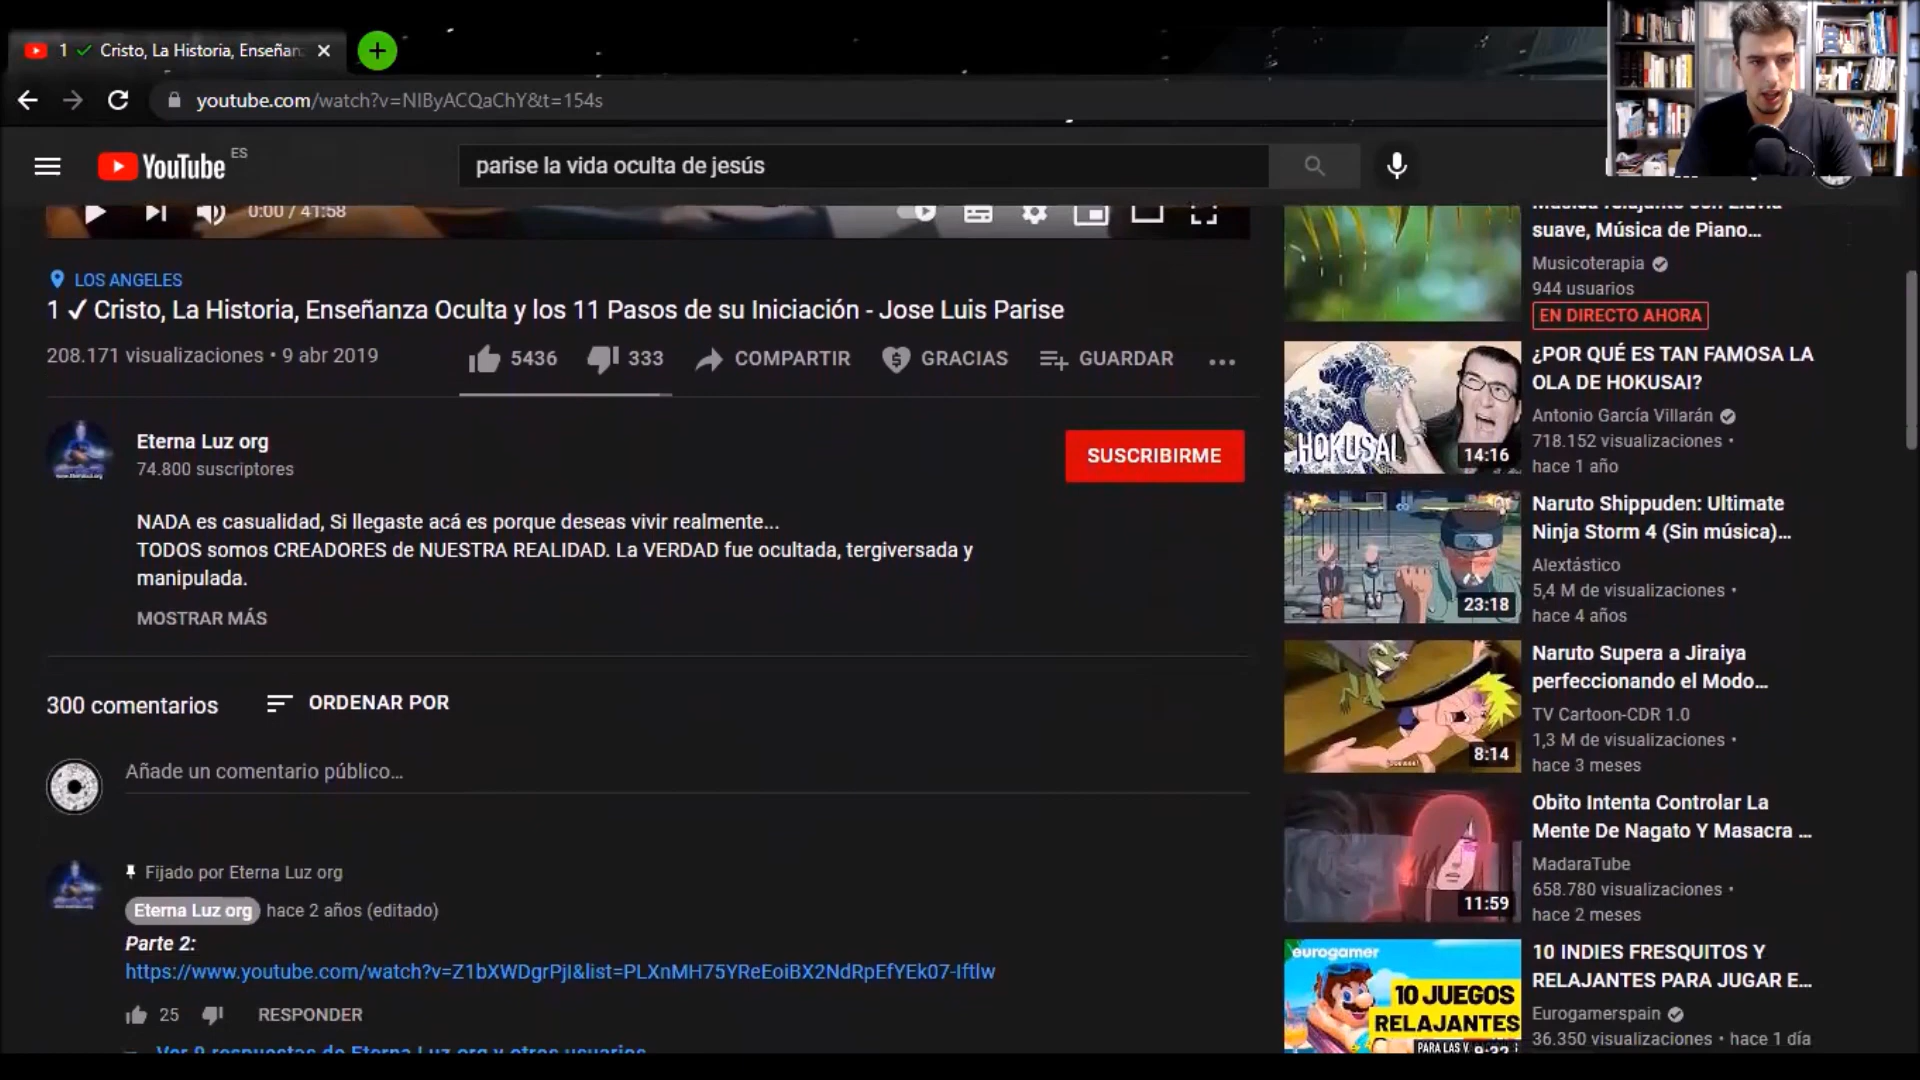 1 ✓ Cristo, La Historia, Enseñan
youtube.com/watch?v=NIByACQaChY&t=154s
YouTube ES
parise la vida oculta de jesús
0:00 / 41:58
LOS ANGELES
1 ✓ Cristo, La Historia, Enseñanza Oculta y los 11 Pasos de su Iniciación - Jose Luis Parise
208.171 visualizaciones • 9 abr 2019
5436
333
COMPARTIR
GRACIAS
GUARDAR
Eterna Luz org
74.800 suscriptores
SUSCRIBIRME
NADA es casualidad, Si llegaste acá es porque deseas vivir realmente...
TODOS somos CREADORES de NUESTRA REALIDAD. La VERDAD fue ocultada, tergiversada y
manipulada.
MOSTRAR MÁS
300 comentarios
ORDENAR POR
Añade un comentario público...
Fijado por Eterna Luz org
Eterna Luz org hace 2 años (editado)
Parte 2:
https://www.youtube.com/watch?v=Z1bXWDgrPjI&list=PLXnMH75YReEoiBX2NdRpEfYEk07-Iftlw
25
RESPONDER
Ver 9 respuestas de Eterna Luz org y otros usuarios
Música relajante con Lluvia
suave, Música de Piano...
Musicoterapia
944 usuarios
EN DIRECTO AHORA
HOKUSAI
14:16
¿POR QUÉ ES TAN FAMOSA LA
OLA DE HOKUSAI?
Antonio García Villarán
718.152 visualizaciones •
hace 1 año
23:18
Naruto Shippuden: Ultimate
Ninja Storm 4 (Sin música)...
Alextástico
5,4 M de visualizaciones •
hace 4 años
8:14
Naruto Supera a Jiraiya
perfeccionando el Modo...
TV Cartoon-CDR 1.0
1,3 M de visualizaciones •
hace 3 meses
11:59
Obito Intenta Controlar La
Mente De Nagato Y Masacra ...
MadaraTube
658.780 visualizaciones •
hace 2 meses
eurogamer
10 JUEGOS
RELAJANTES
PARA LAS V
9:22
10 INDIES FRESQUITOS Y
RELAJANTES PARA JUGAR E...
Eurogamerspain
36.350 visualizaciones • hace 1 día